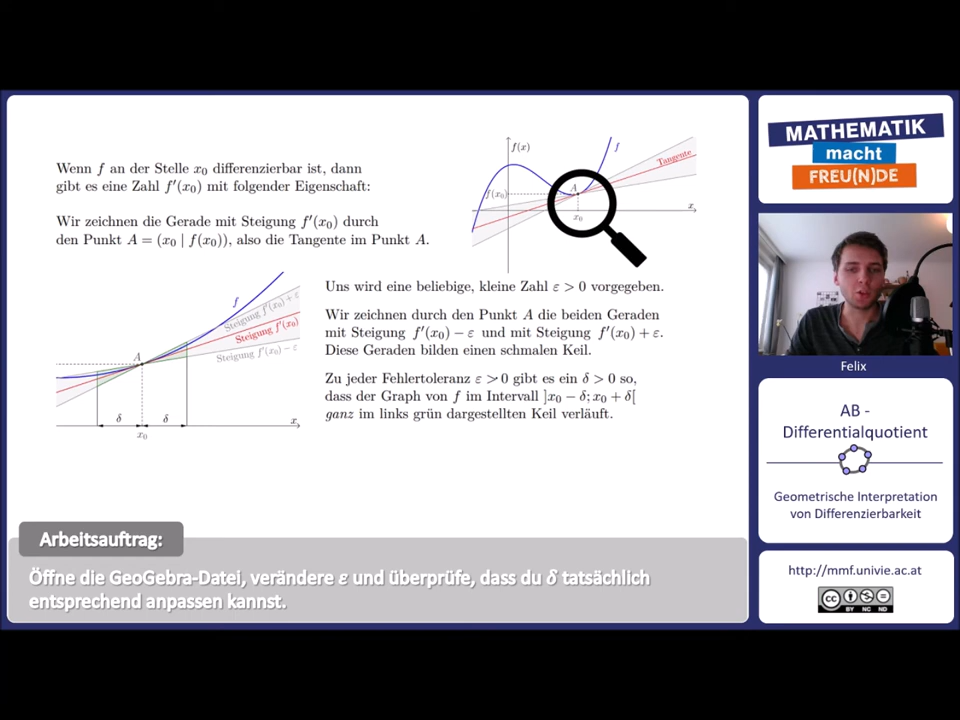 Wenn f an der Stelle x₀ differenzierbar ist, dann
gibt es eine Zahl f′(x₀) mit folgender Eigenschaft:
Wir zeichnen die Gerade mit Steigung f′(x₀) durch
den Punkt A = (x₀ | f(x₀)), also die Tangente im Punkt A.
f(x)
f
Tangente
f(x₀)
A
x
x₀
f
Steigung f′(x₀)+ε
Steigung f′(x₀)
Steigung f′(x₀)−ε
A
δ
δ
x
x₀
Uns wird eine beliebige, kleine Zahl ε > 0 vorgegeben.
Wir zeichnen durch den Punkt A die beiden Geraden
mit Steigung f′(x₀) − ε und mit Steigung f′(x₀) + ε.
Diese Geraden bilden einen schmalen Keil.
Zu jeder Fehlertoleranz ε > 0 gibt es ein δ > 0 so,
dass der Graph von f im Intervall ]x₀ − δ; x₀ + δ[
ganz im links grün dargestellten Keil verläuft.
Arbeitsauftrag:
Öffne die GeoGebra-Datei, verändere ε und überprüfe, dass du δ tatsächlich
entsprechend anpassen kannst.
MATHEMATIK
macht
FREU(N)DE
Felix
AB -
Differentialquotient
Geometrische Interpretation
von Differenzierbarkeit
http://mmf.univie.ac.at
cc
BY NC ND